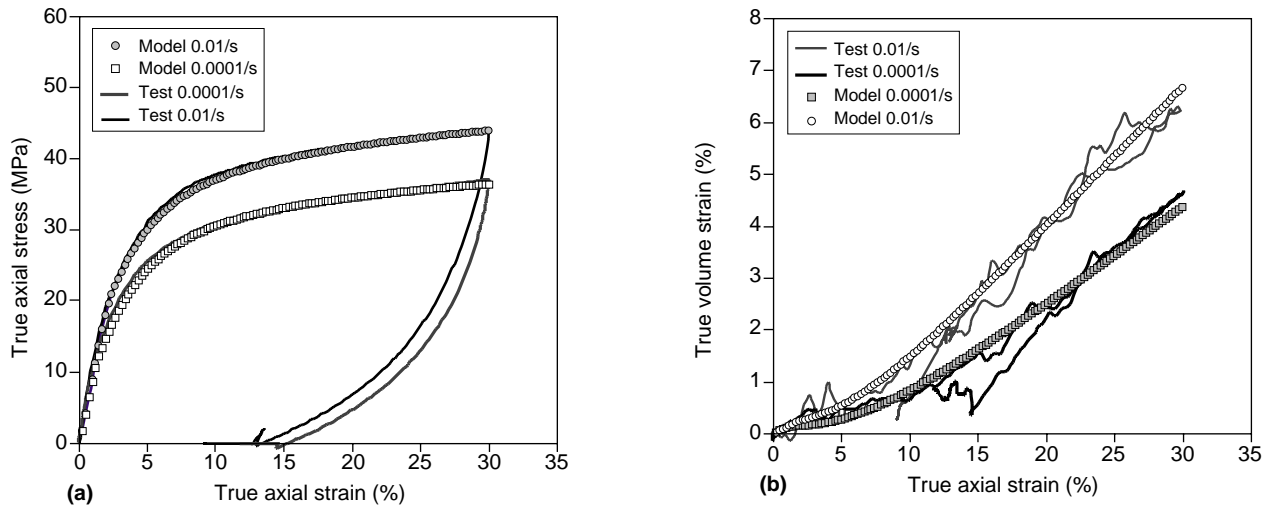 60
50
40
30
20
10
0
True axial stress (MPa)
Model 0.01/s
Model 0.0001/s
Test 0.0001/s
Test 0.01/s
0 5 10 15 20 25 30 35
True axial strain (%)
(a)
8
7
6
5
4
3
2
1
0
True volume strain (%)
Test 0.01/s
Test 0.0001/s
Model 0.0001/s
Model 0.01/s
0 5 10 15 20 25 30 35
True axial strain (%)
(b)